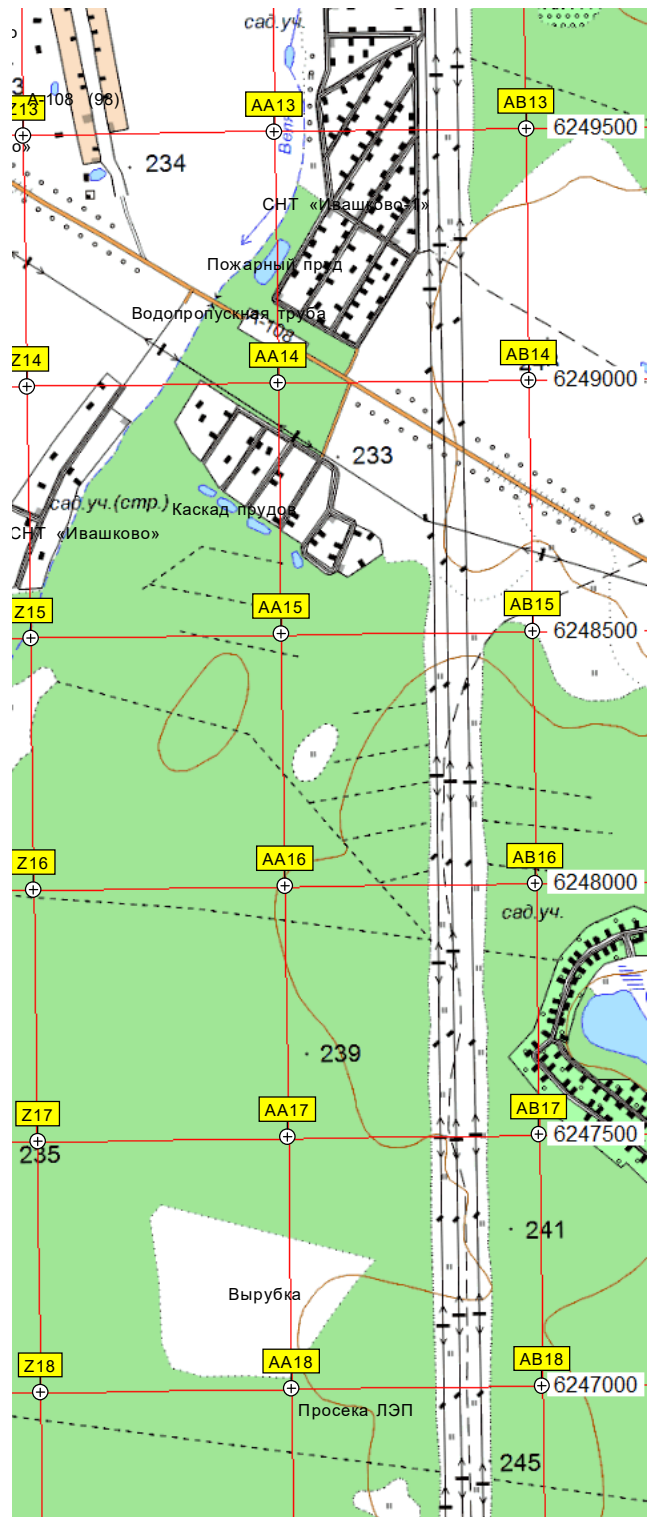 сад.уч.
А-108 (98)
Z13
AA13
AB13
6249500
234
СНТ «Ивашково-1»
Пожарный пруд
Водопропускная труба
А-108
Z14
AA14
AB14
6249000
233
сад.уч.(стр.)
Каскад прудов
СНТ «Ивашково»
Z15
AA15
AB15
6248500
Z16
AA16
AB16
6248000
сад.уч.
239
Z17
AA17
AB17
6247500
235
241
Вырубка
Z18
AA18
AB18
6247000
Просека ЛЭП
245